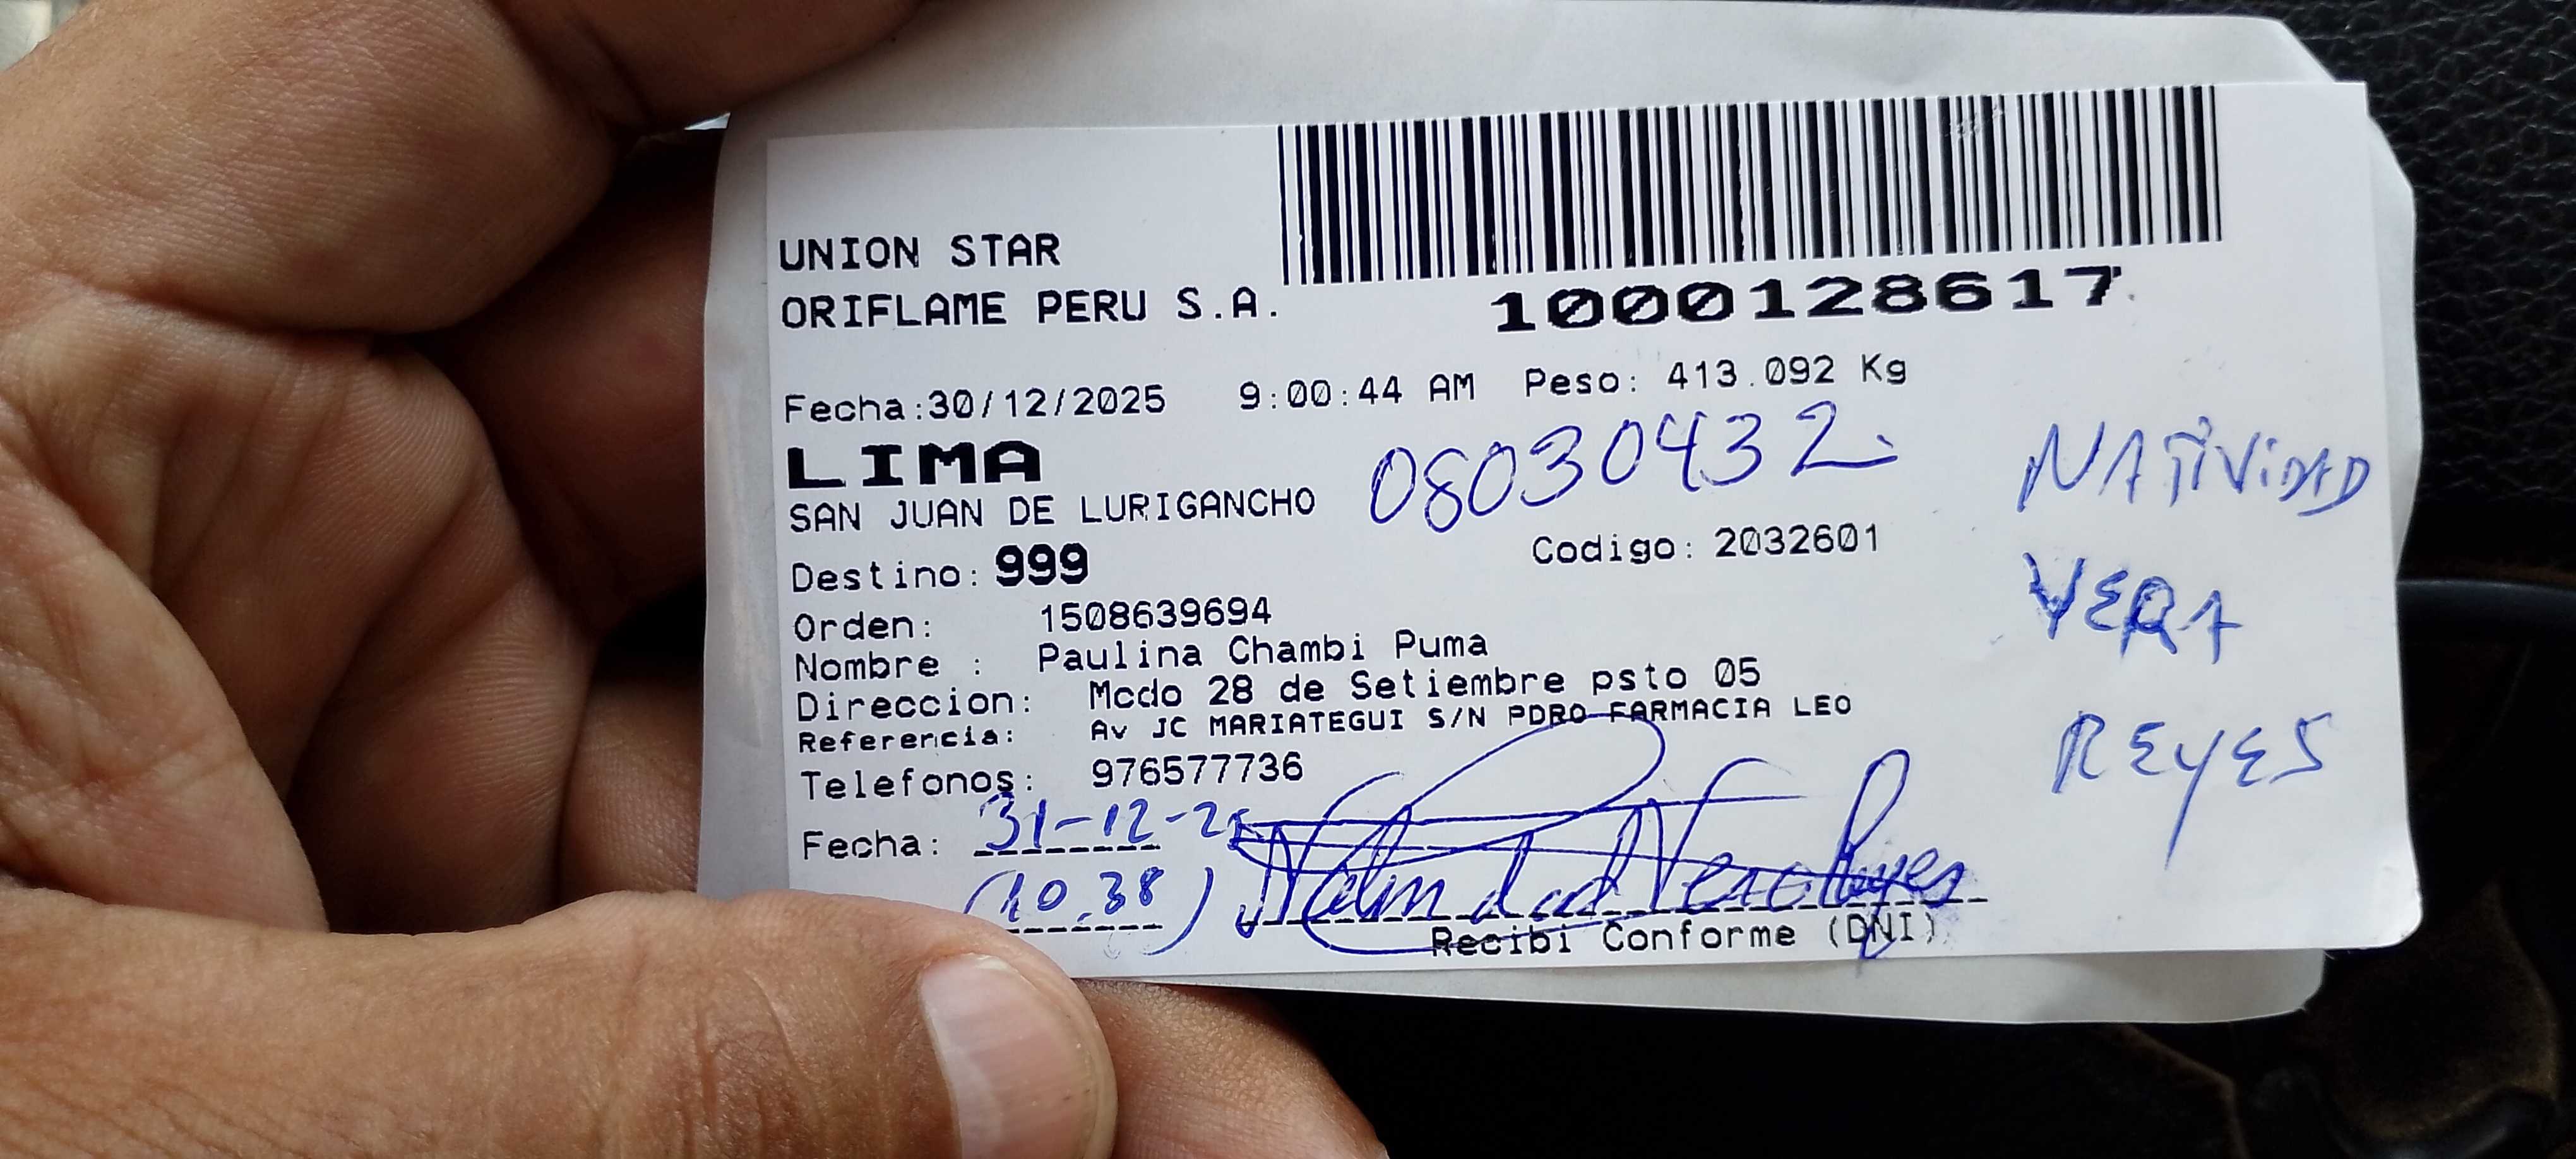 UNION STAR
ORIFLAME PERU S.A.
1000128617
Fecha:30/12/2025 9:00:44 AM Peso: 413.092 Kg
LIMA
08030432
NATIVIDAD
SAN JUAN DE LURIGANCHO
Destino: 999 Codigo: 2032601
VERA
Orden: 1508639694
Nombre : Paulina Chambi Puma
Direccion: Mcdo 28 de Setiembre psto 05
Referencia: Av JC MARIATEGUI S/N PDRO FARMACIA LEO
REYES
Telefonos: 976577736
Fecha: 31-12-25
(10.38) Natividad Vera Reyes
Recibi Conforme (DNI)